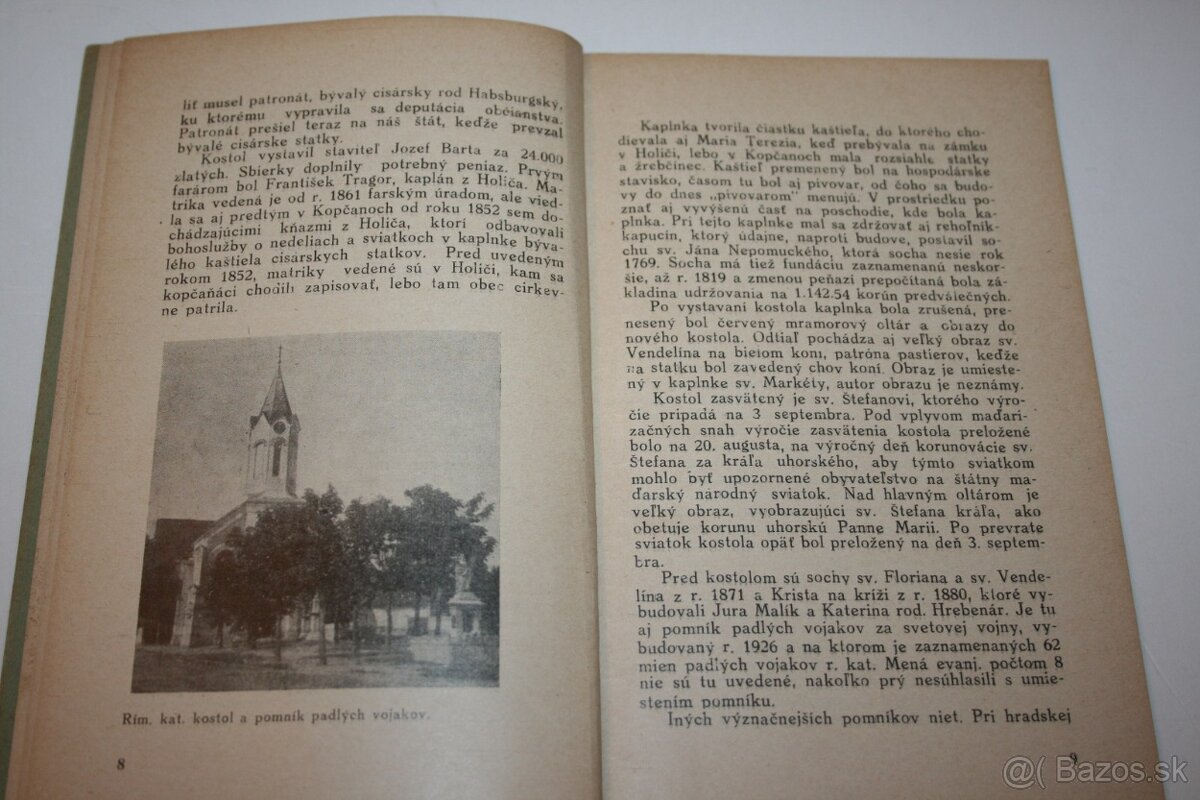 liť musel patronát, bývalý cisársky rod Habsburgský,
ku ktorému vypravila sa deputácia občianstva.
Patronát prešiel teraz na náš štát, keďže prevzal
bývalé cisárske statky.
Kostol vystavil staviteľ Jozef Barta za 24.000
zlatých. Sbierky doplnily potrebný peniaz. Prvým
farárom bol František Tragor, kaplán z Holíča. Ma-
trika vedená je od r. 1861 farským úradom, ale vied-
la sa aj predtým v Kopčanoch od roku 1852 sem do-
chádzajúcimi kňazmi z Holíča, ktorí odbavovali
bohoslužby o nedeliach a sviatkoch v kaplnke býva-
lého kaštieľa cisárskych statkov. Pred uvedeným
rokom 1852, matriky vedené sú v Holíči, kam sa
kopčaňáci chodili zapisovať, lebo tam obec cirkev-
ne patrila.
Rím. kat. kostol a pomník padlých vojakov.
8
Kaplnka tvorila čiastku kaštieľa, do ktorého cho-
dievala aj Maria Terezia, keď prebývala na zámku
v Holíči, lebo v Kopčanoch mala rozsiahle statky
a žrebčinec. Kaštieľ premenený bol na hospodárske
stavisko, časom tu bol aj pivovar, od čoho sa budo-
vy do dnes „pivovarom" menujú. V prostriedku po-
znať aj vyvýšenú časť na poschodie, kde bola ka-
plnka. Pri tejto kaplnke mal sa zdržovať aj rehoľník-
kapucin, ktorý údajne, naproti budove, postavil so-
chu sv. Jána Nepomuckého, ktorá socha nesie rok
1769. Socha má tiež fundáciu zaznamenanú neskor-
šie, až r. 1819 a zmenou peňazí prepočítaná bola zá-
kladina udržovania na 1.142.54 korún predválečných.
Po vystavaní kostola kaplnka bola zrušená, pre-
nesený bol červený mramorový oltár a obrazy do
nového kostola. Odtiaľ pochádza aj veľký obraz sv.
Vendelína na bielom koni, patróna pastierov, keďže
na statku bol zavedený chov koní. Obraz je umieste-
ný v kaplnke sv. Markéty, autor obrazu je neznámy.
Kostol zasvätený je sv. Štefanovi, ktorého výro-
čie pripadá na 3 septembra. Pod vplyvom maďari-
začných snah výročie zasvätenia kostola preložené
bolo na 20. augusta, na výročný deň korunovácie sv.
Štefana za kráľa uhorského, aby týmto sviatkom
mohlo byť upozornené obyvateľstvo na štátny ma-
ďarský národný sviatok. Nad hlavným oltárom je
veľký obraz, vyobrazujúci sv. Štefana kráľa, ako
obetuje korunu uhorskú Panne Marii. Po prevrate
sviatok kostola opäť bol preložený na deň 3. septem-
bra.
Pred kostolom sú sochy sv. Floriana a sv. Vende-
lína z r. 1871 a Krista na kríži z r. 1880, ktoré vy-
budovali Jura Malík a Katerina rod. Hrebenár. Je tu
aj pomník padlých vojakov za svetovej vojny, vy-
budovaný r. 1926 a na ktorom je zaznamenaných 62
mien padlých vojakov r. kat. Mená evanj. počtom 8
nie sú tu uvedené, nakoľko prý nesúhlasili s umie-
stením pomníku.
Iných význačnejších pomníkov niet. Pri hradskej
9
@( Bazos.sk